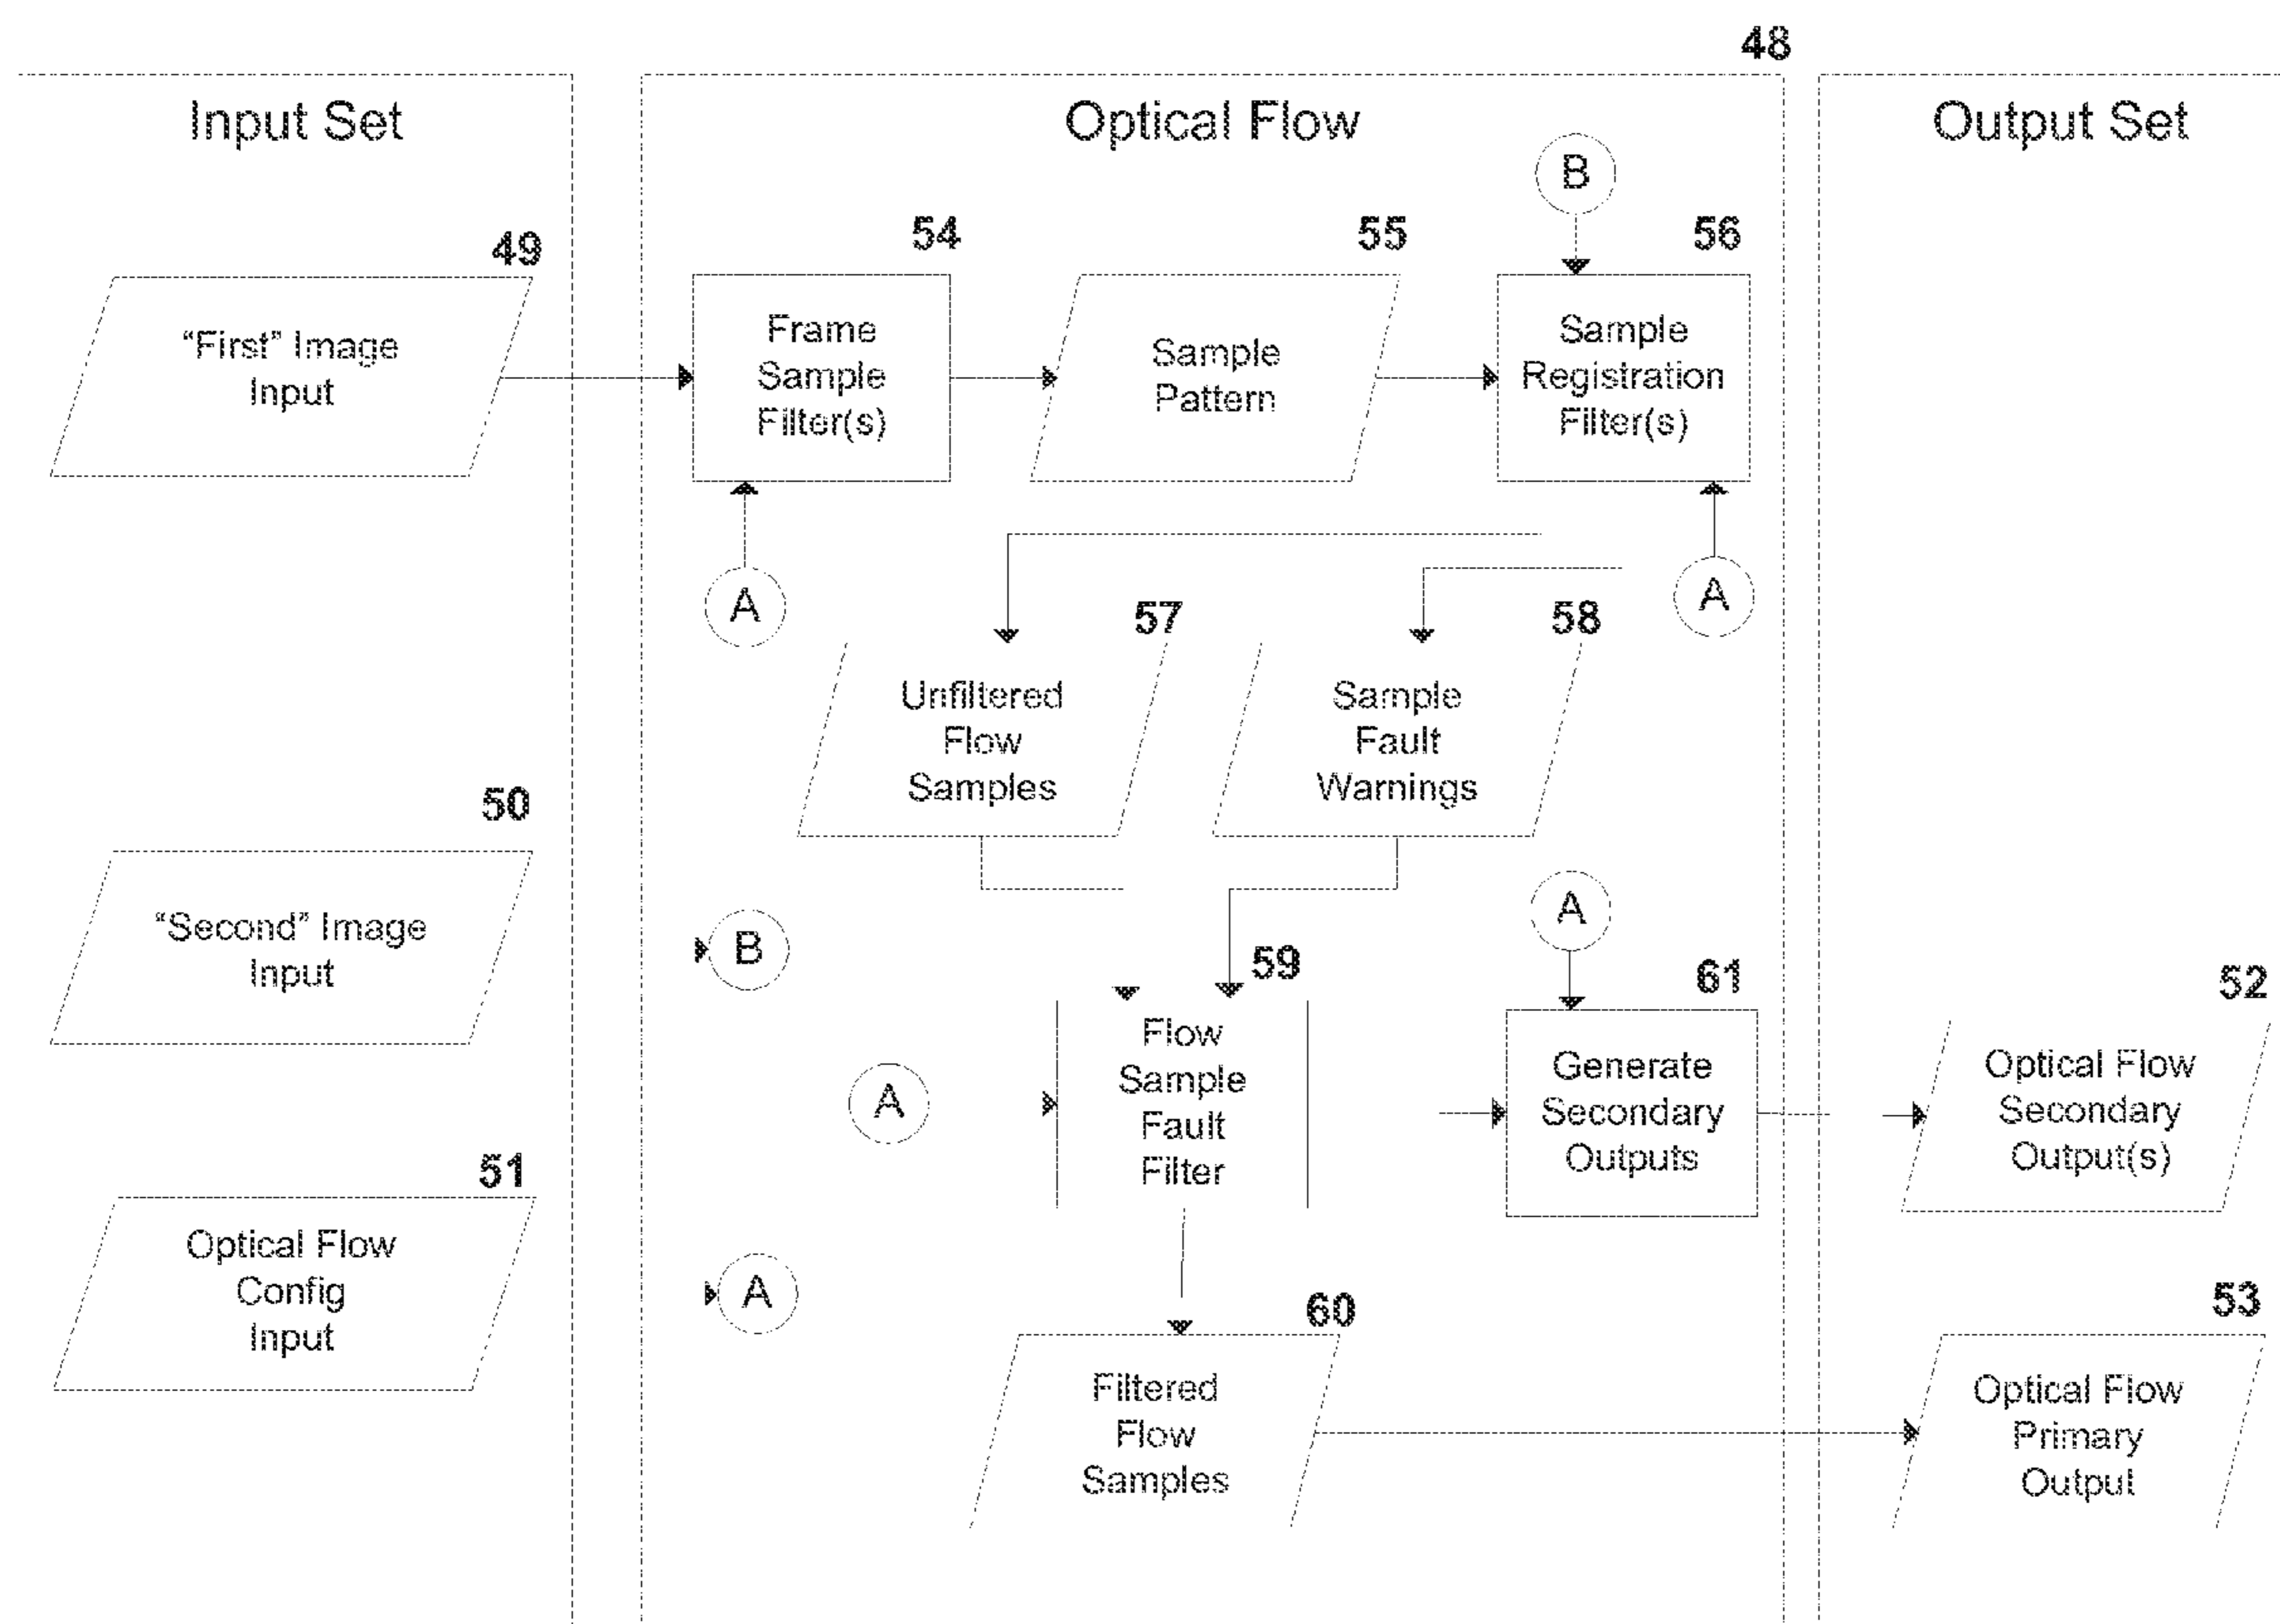 48
Input Set
Optical Flow
Output Set
B
49
54
55
56
“First” Image
Input
Frame
Sample
Filter(s)
Sample
Pattern
Sample
Registration
Filter(s)
A
A
57
58
Unfiltered
Flow
Samples
Sample
Fault
Warnings
50
“Second” Image
Input
B
A
59
61
52
A
Flow
Sample
Fault
Filter
Generate
Secondary
Outputs
Optical Flow
Secondary
Output(s)
51
Optical Flow
Config
Input
A
60
53
Filtered
Flow
Samples
Optical Flow
Primary
Output